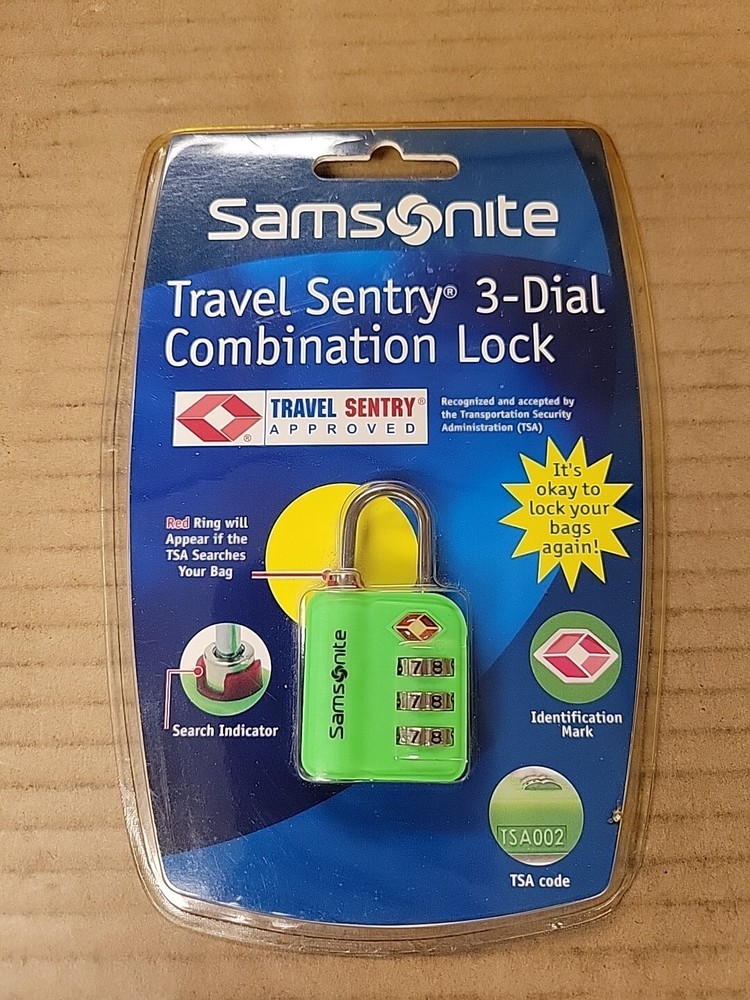 Samsonite
Travel Sentry® 3-Dial
Combination Lock
TRAVEL SENTRY®
APPROVED
®
Recognized and accepted by
the Transportation Security
Administration (TSA)
It's
okay to
lock your
bags
again!
Red Ring will
Appear if the
TSA Searches
Your Bag
Samsonite
7 8
7 8
7 8
Search Indicator
Identification
Mark
TSA002
TSA code